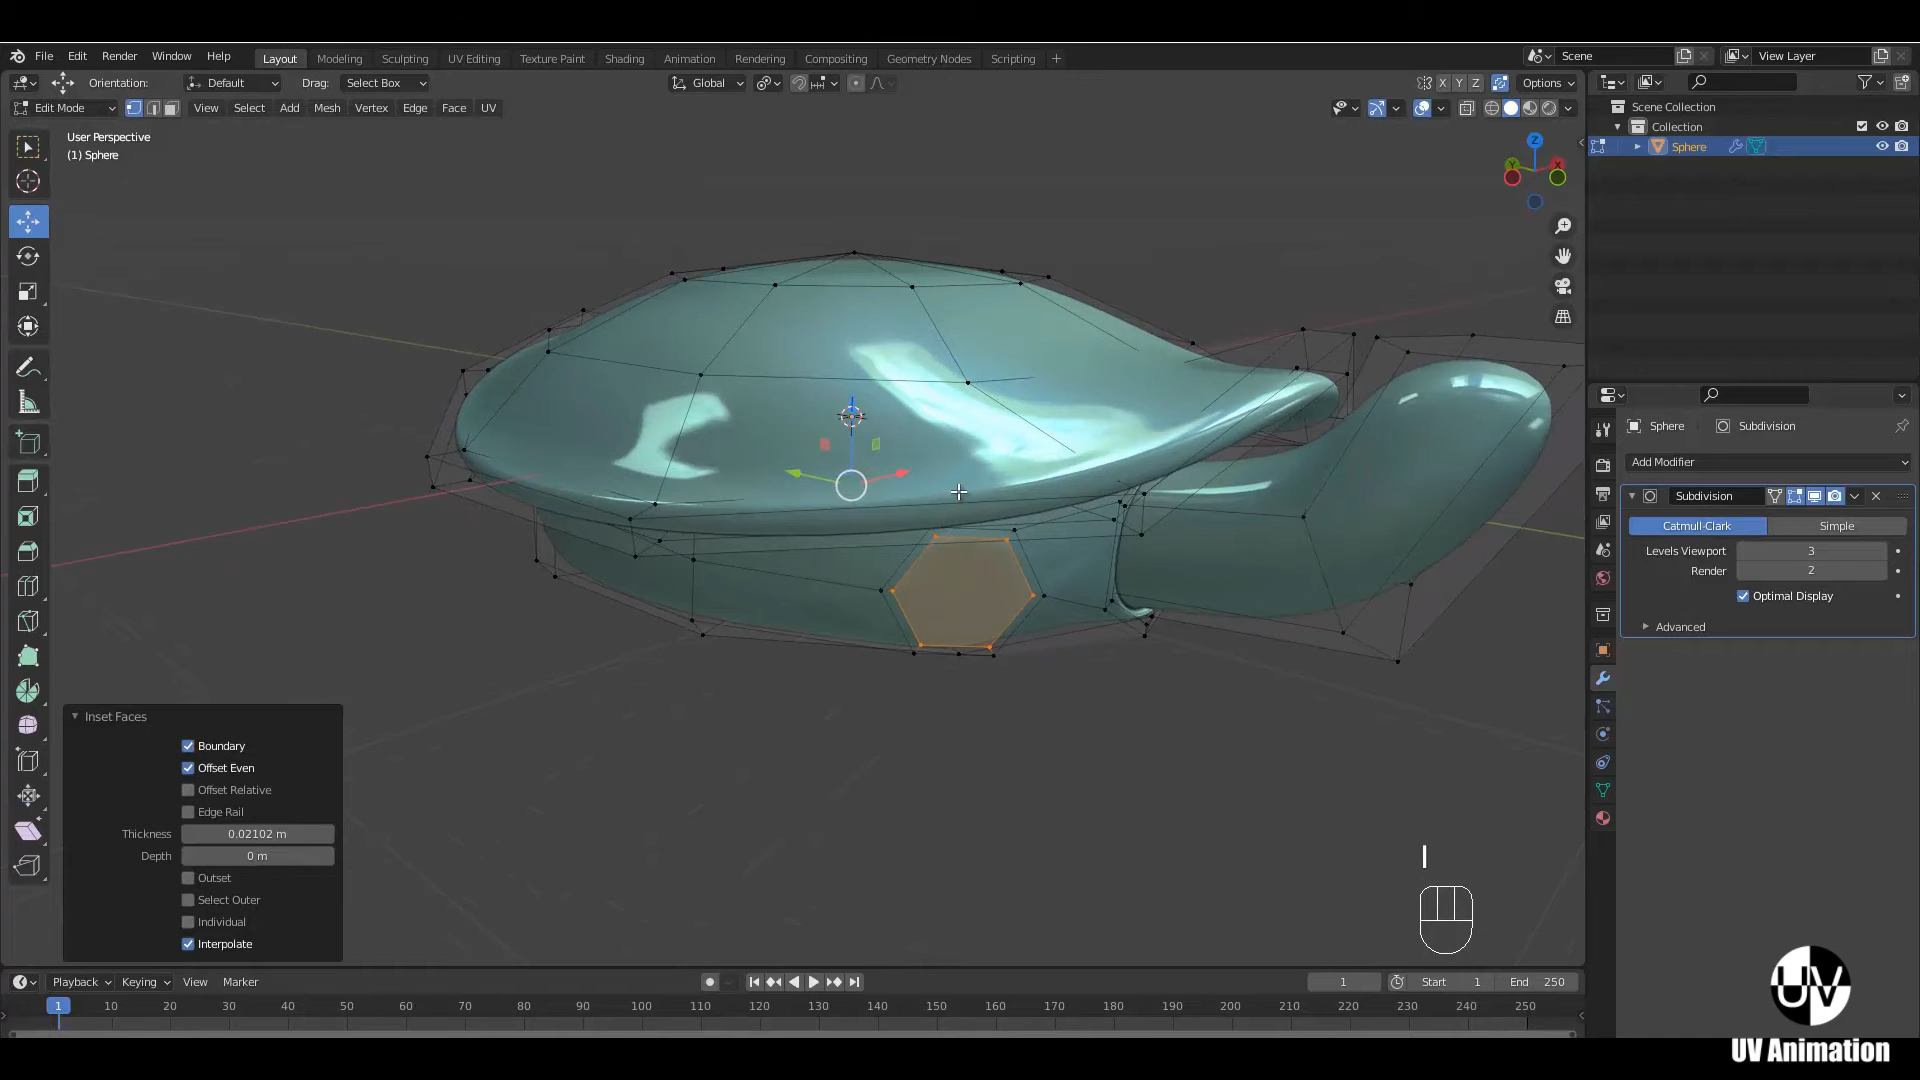 File Edit Render Window Help Layout Modeling Sculpting UV Editing Texture Paint Shading Animation Rendering Compositing Geometry Nodes Scripting + Scene View Layer
Orientation: Default Drag: Select Box Global X Y Z Options
Edit Mode View Select Add Mesh Vertex Edge Face UV
User Perspective
(1) Sphere
Z
Y
X
Scene Collection
Collection
Sphere
Sphere Subdivision
Add Modifier
Subdivision
Catmull-Clark Simple
Levels Viewport 3
Render 2
Optimal Display
Advanced
Inset Faces
Boundary
Offset Even
Offset Relative
Edge Rail
Thickness 0.02102 m
Depth 0 m
Outset
Select Outer
Individual
Interpolate
I
Playback Keying View Marker 1 Start 1 End 250
1 10 20 30 40 50 60 70 80 90 100 110 120 130 140 150 160 170 180 190 200 210 220 230 240 250
UV
UV Animation